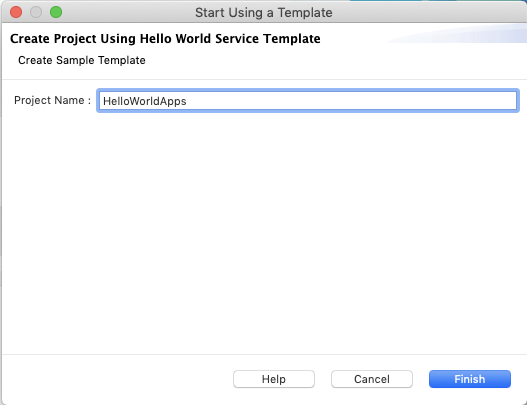 Start Using a Template
Create Project Using Hello World Service Template
Create Sample Template
Project Name : HelloWorldApps
Help Cancel Finish